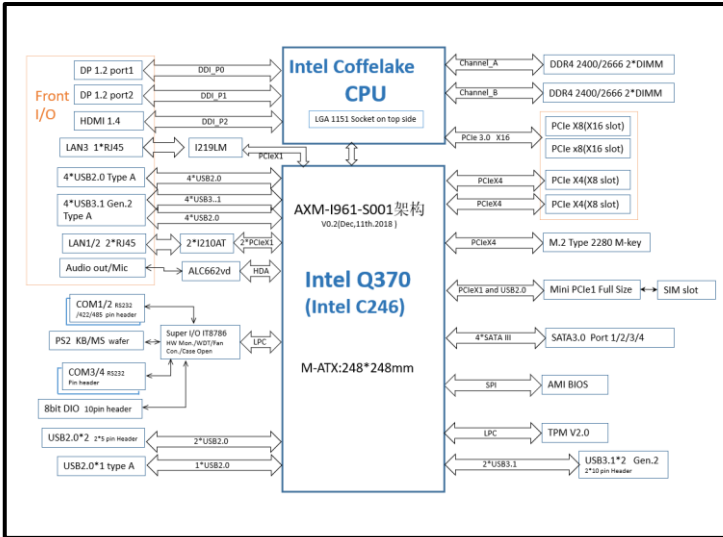 Front
I/O
DP 1.2 port1
DDI_P0
DP 1.2 port2
DDI_P1
HDMI 1.4
DDI_P2
LAN3 1*RJ45
I219LM
PCIeX1
4*USB2.0 Type A
4*USB2.0
4*USB3.1 Gen.2
Type A
4*USB3..1
4*USB2.0
LAN1/2 2*RJ45
2*I210AT
2*PCIeX1
Audio out/Mic
ALC662vd
HDA
COM1/2 RS232
/422/485 pin header
PS2 KB/MS wafer
Super I/O IT8786
HW Mon./WDT/Fan
Con./Case Open
LPC
COM3/4 RS232
Pin header
8bit DIO 10pin header
USB2.0*2 2*5 pin Header
2*USB2.0
USB2.0*1 type A
1*USB2.0
Intel Coffelake
CPU
LGA 1151 Socket on top side
AXM-I961-S001架构
V0.2(Dec,11th.2018 )
Intel Q370
(Intel C246)
M-ATX:248*248mm
Channel_A
DDR4 2400/2666 2*DIMM
Channel_B
DDR4 2400/2666 2*DIMM
PCIE 3.0 X16
PCIe X8(X16 slot)
PCIe x8(X16 slot)
PCIeX4
PCIe X4(X8 slot)
PCIeX4
PCIe X4(X8 slot)
PCIeX4
M.2 Type 2280 M-key
PCIeX1 and USB2.0
Mini PCIe1 Full Size
SIM slot
4*SATA III
SATA3.0 Port 1/2/3/4
SPI
AMI BIOS
LPC
TPM V2.0
2*USB3.1
USB3.1*2 Gen.2
2*10 pin Header